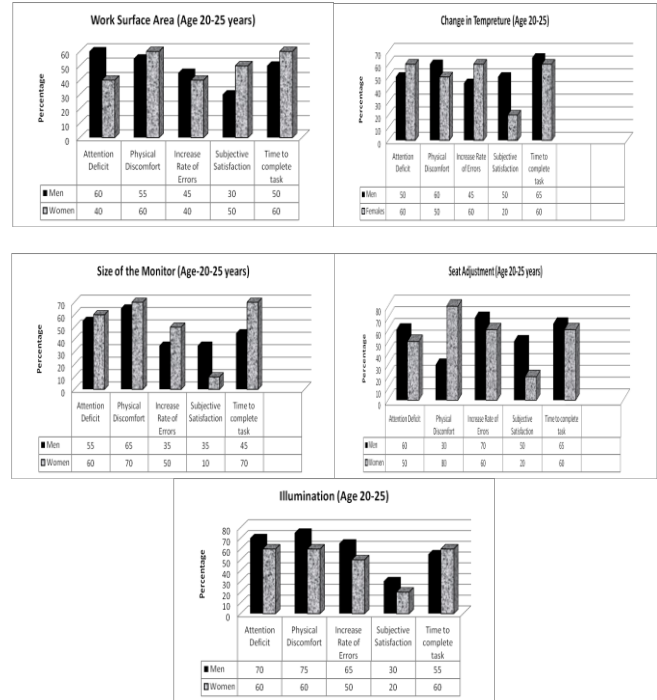 Work Surface Area (Age 20-25 years)
Percentage
60
50
40
30
20
10
0
Attention Deficit Physical Discomfort Increase Rate of Errors Subjective Satisfaction Time to complete task
Men 60 55 45 30 50
Women 40 60 40 50 60
Change in Tempreture (Age 20-25)
Percentage
70
60
50
40
30
20
10
0
Attention Deficit Physical Discomfort Increase Rate of Errors Subjective Satisfaction Time to complete task
Men 50 60 45 50 65
Females 60 50 60 20 60
Size of the Monitor (Age-20-25 years)
Percentage
70
60
50
40
30
20
10
0
Attention Deficit Physical Discomfort Increase Rate of Errors Subjective Satisfaction Time to complete task
Men 55 65 35 35 45
Women 60 70 50 10 70
Seat Adjustment (Age 20-25 years)
Percentage
80
70
60
50
40
30
20
10
0
Attention Deficit Physical Discomfort Increase Rate of Errors Subjective Satisfaction Time to complete task
Men 60 30 70 50 65
Women 50 80 60 20 60
Illumination (Age 20-25)
Percentage
80
70
60
50
40
30
20
10
0
Attention Deficit Physical Discomfort Increase Rate of Errors Subjective Satisfaction Time to complete task
Men 70 75 65 30 55
Women 60 60 50 20 60